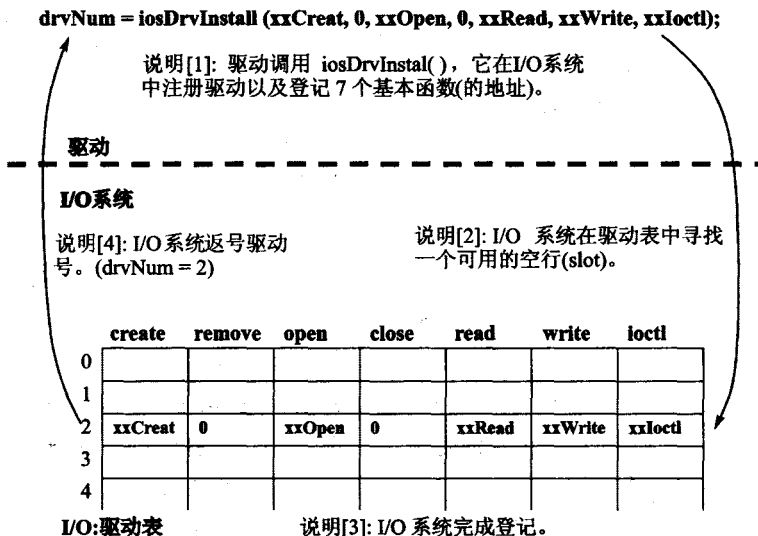 drvNum = iosDrvInstall (xxCreat, 0, xxOpen, 0, xxRead, xxWrite, xxIoctl);
说明[1]: 驱动调用 iosDrvInstal( )，它在I/O系统
中注册驱动以及登记 7 个基本函数(的地址)。
驱动
I/O系统
说明[4]: I/O 系统返号驱动
号。(drvNum = 2)
说明[2]: I/O 系统在驱动表中寻找
一个可用的空行(slot)。
create remove open close read write ioctl
0
1
2 xxCreat 0 xxOpen 0 xxRead xxWrite xxIoctl
3
4
I/O:驱动表 说明[3]: I/O 系统完成登记。